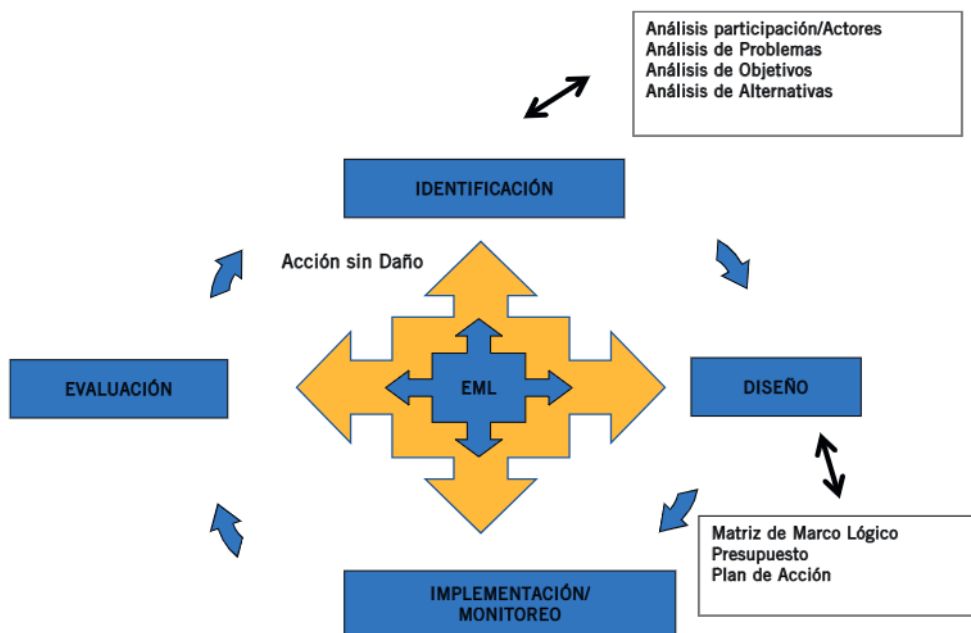 Análisis participación/Actores
Análisis de Problemas
Análisis de Objetivos
Análisis de Alternativas
IDENTIFICACIÓN
Acción sin Daño
EVALUACIÓN
EML
DISEÑO
Matriz de Marco Lógico
Presupuesto
Plan de Acción
IMPLEMENTACIÓN/
MONITOREO